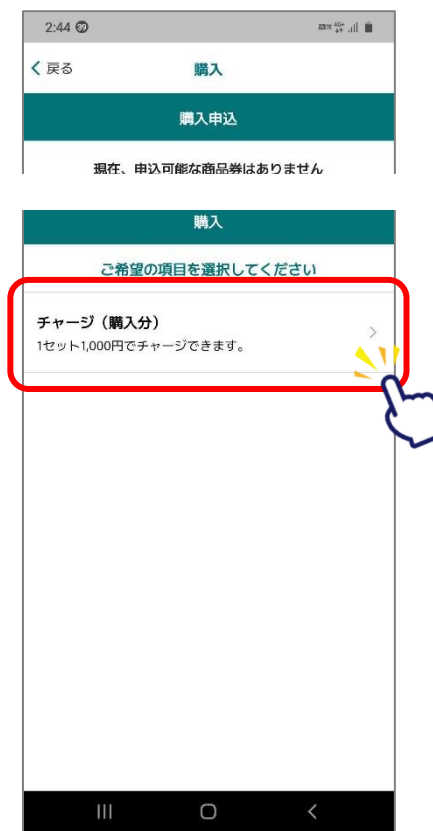 2:44
戻る
購入
購入申込
現在、申込可能な商品券はありません
購入
ご希望の項目を選択してください
チャージ（購入分）
1セット1,000円でチャージできます。